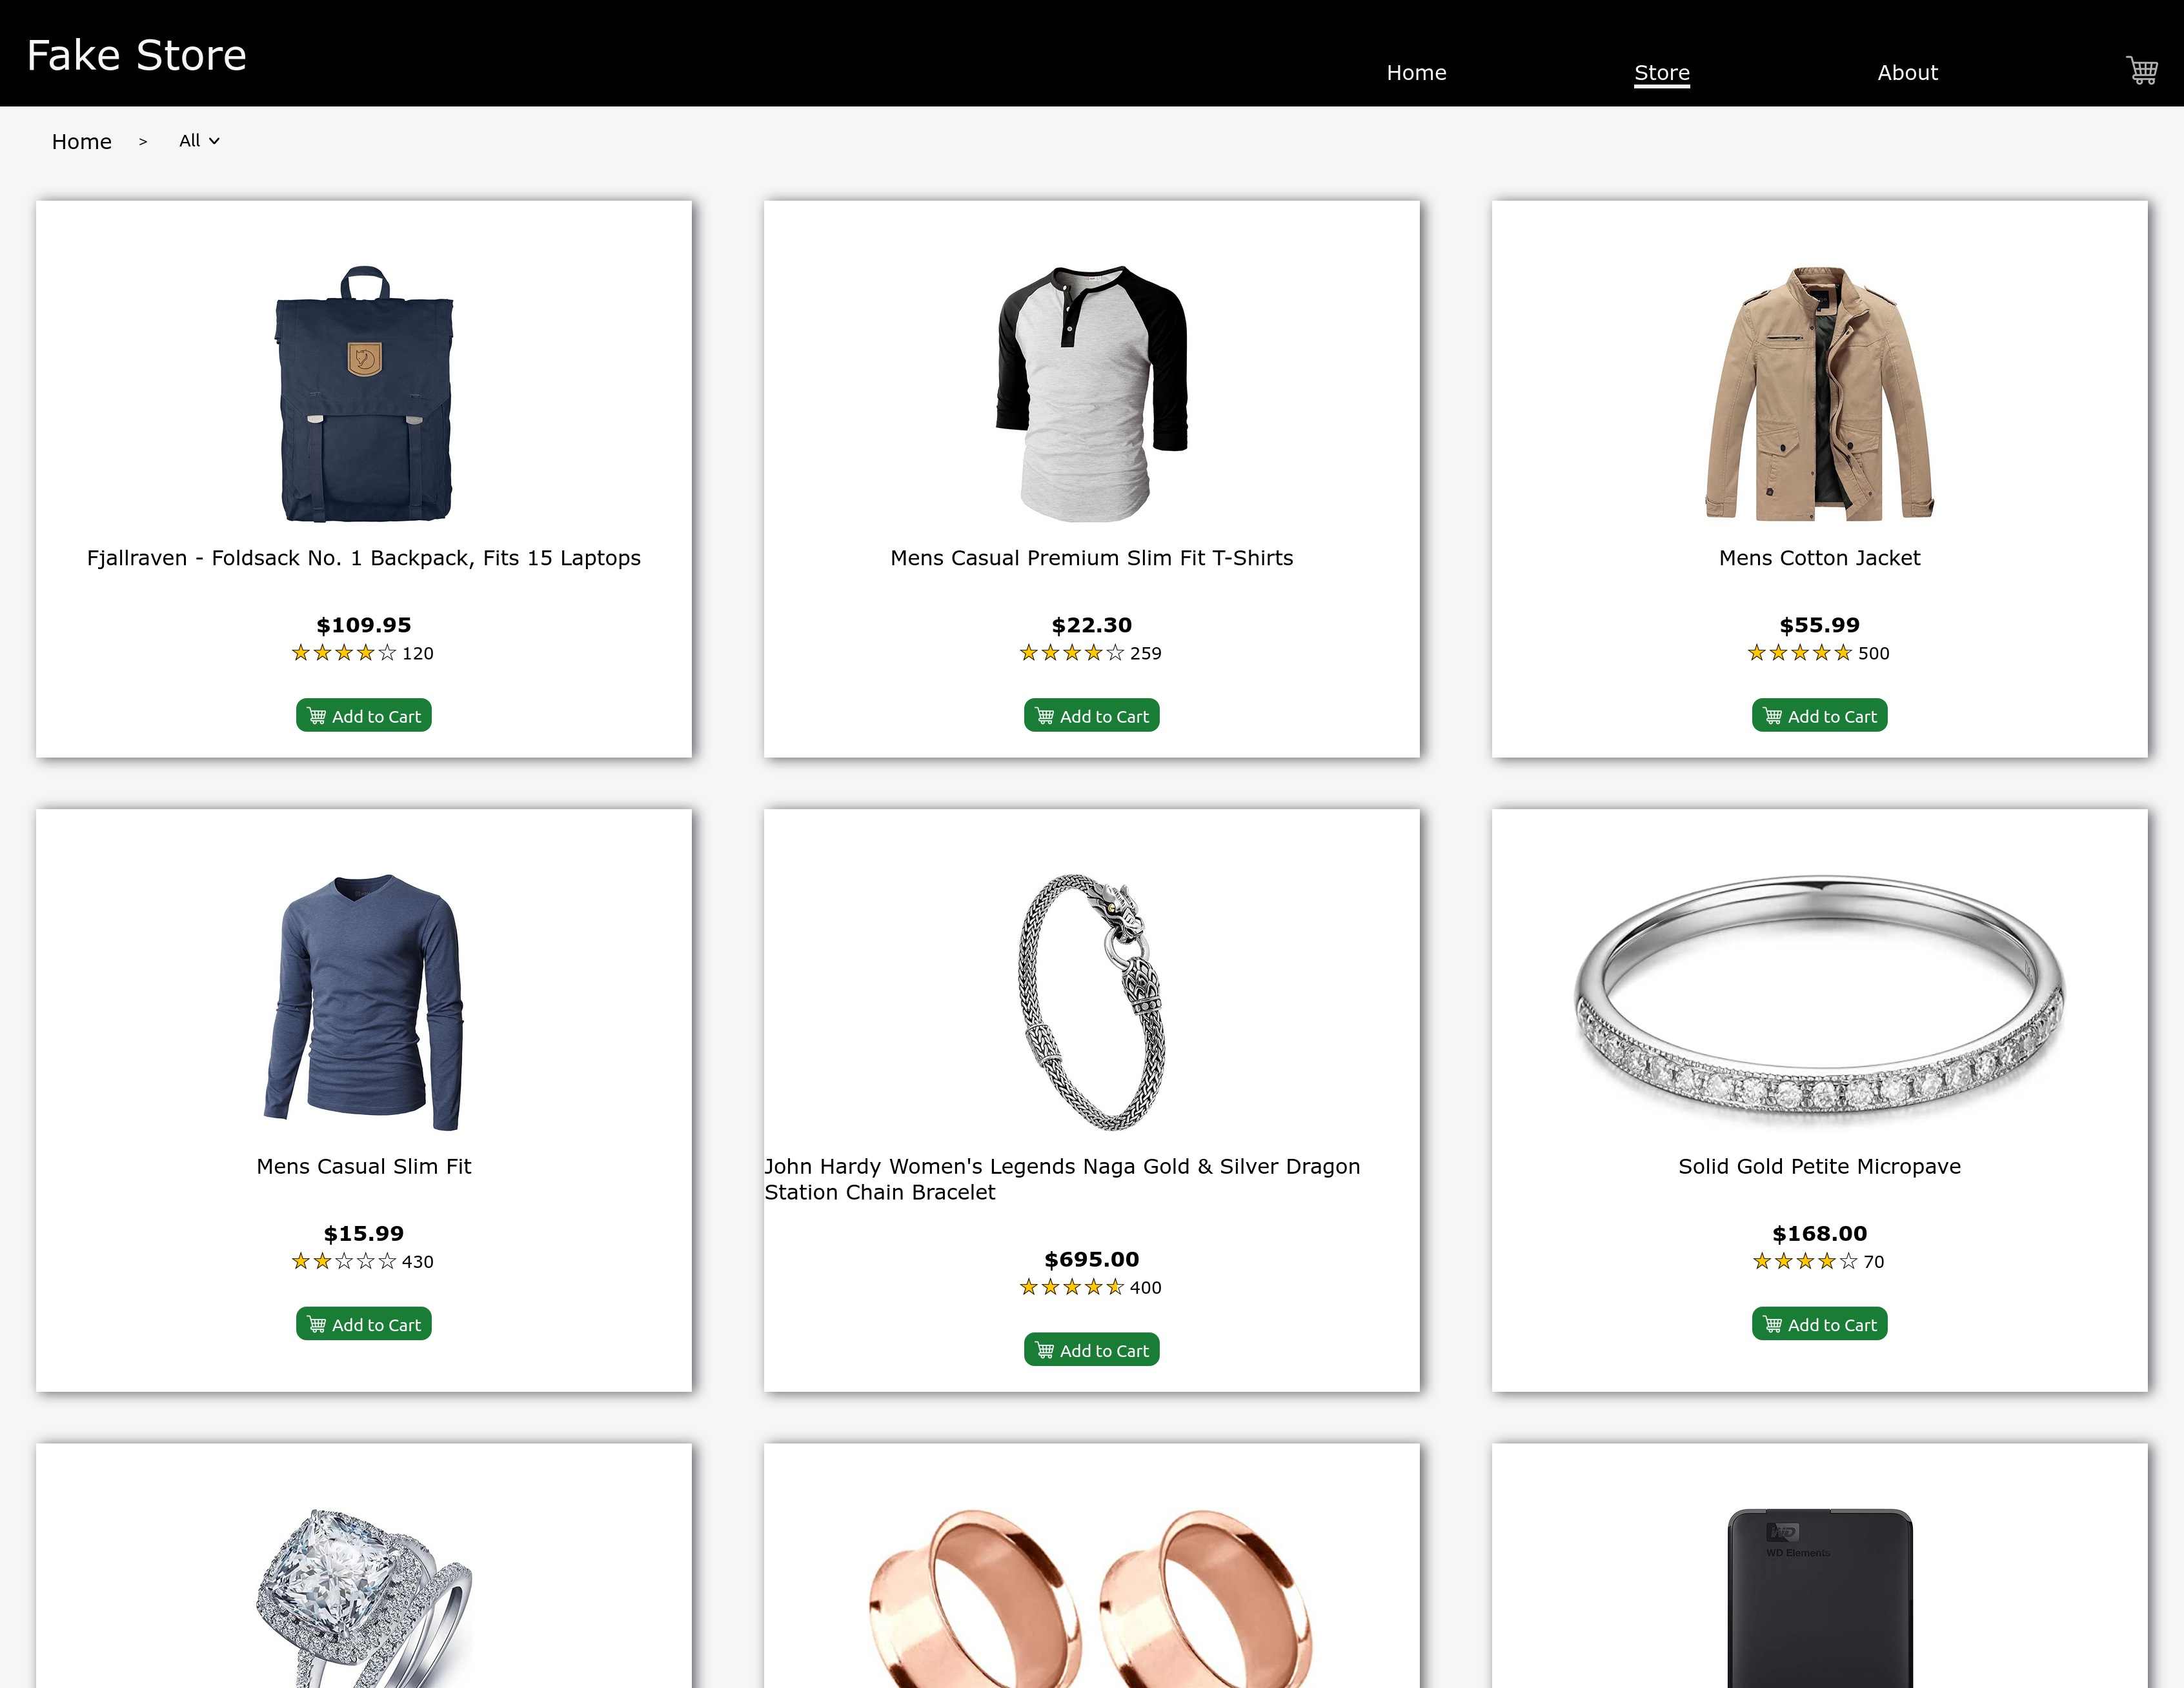 Fake Store
Home
Store
About
Home > All
Fjallraven - Foldsack No. 1 Backpack, Fits 15 Laptops
$109.95
120
Add to Cart
Mens Casual Premium Slim Fit T-Shirts
$22.30
259
Add to Cart
Mens Cotton Jacket
$55.99
500
Add to Cart
Mens Casual Slim Fit
$15.99
430
Add to Cart
John Hardy Women's Legends Naga Gold & Silver Dragon
Station Chain Bracelet
$695.00
400
Add to Cart
Solid Gold Petite Micropave
$168.00
70
Add to Cart
WD
WD Elements